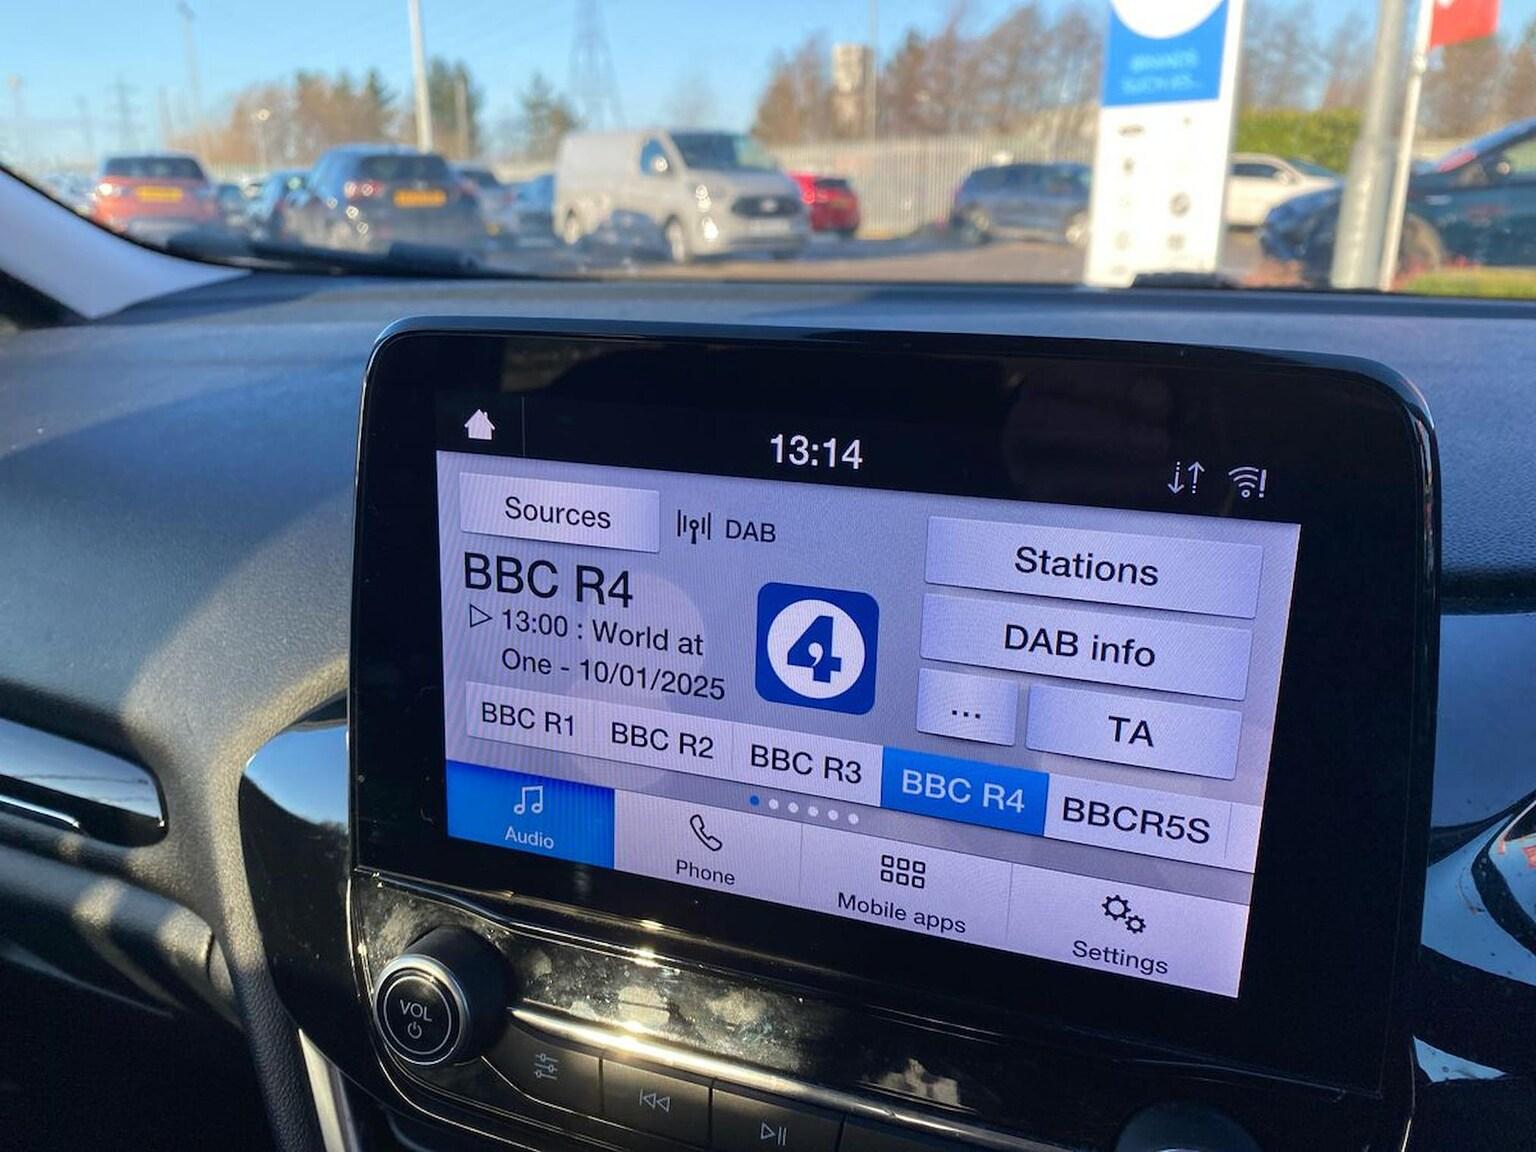 13:14
Sources
DAB
Stations
BBC R4
13:00 : World at
One - 10/01/2025
4
DAB info
...
TA
BBC R1
BBC R2
BBC R3
BBC R4
BBCR5S
Audio
Phone
Mobile apps
Settings
VOL